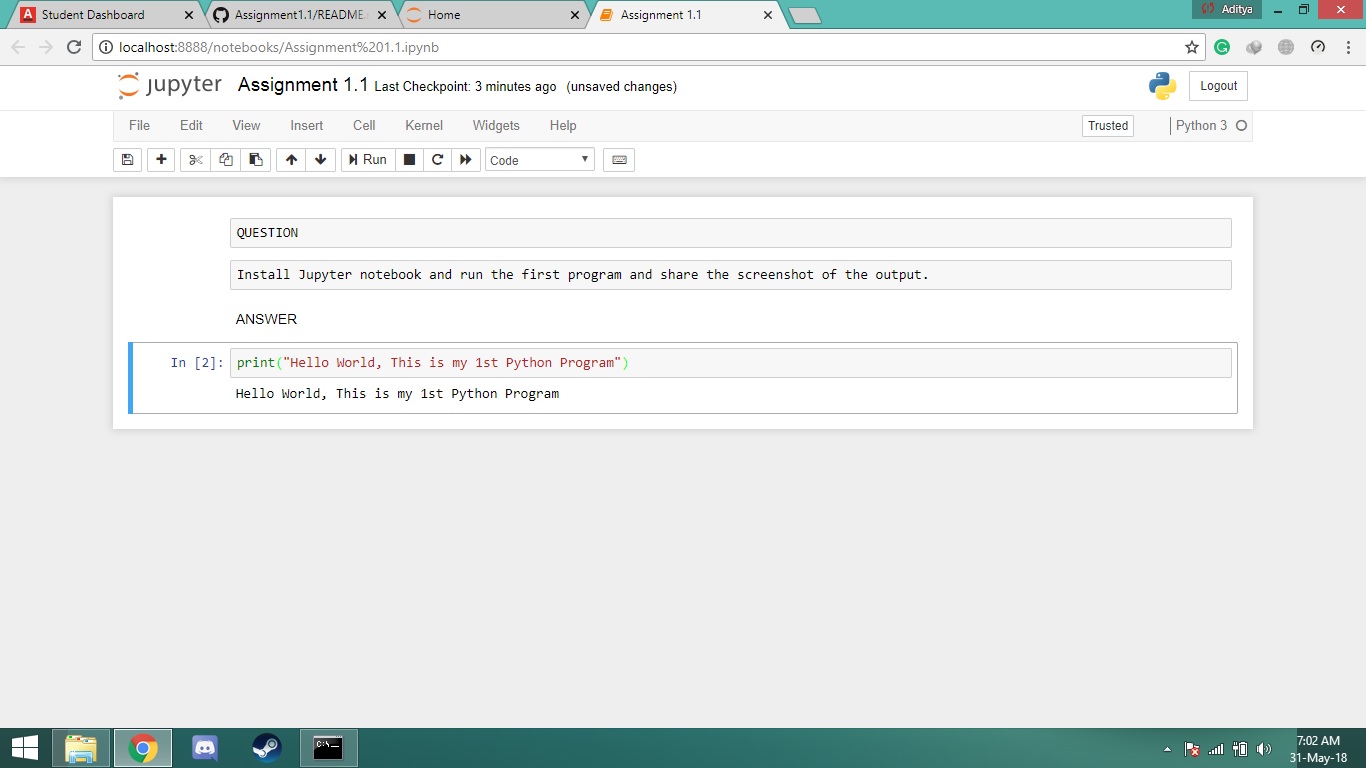 Student Dashboard
Assignment1.1/README.
Home
Assignment 1.1
Aditya
localhost:8888/notebooks/Assignment%201.1.ipynb
jupyter Assignment 1.1 Last Checkpoint: 3 minutes ago (unsaved changes)
Logout
File Edit View Insert Cell Kernel Widgets Help
Trusted
Python 3
Run
Code
QUESTION
Install Jupyter notebook and run the first program and share the screenshot of the output.
ANSWER
In [2]: print("Hello World, This is my 1st Python Program")
Hello World, This is my 1st Python Program
7:02 AM
31-May-18